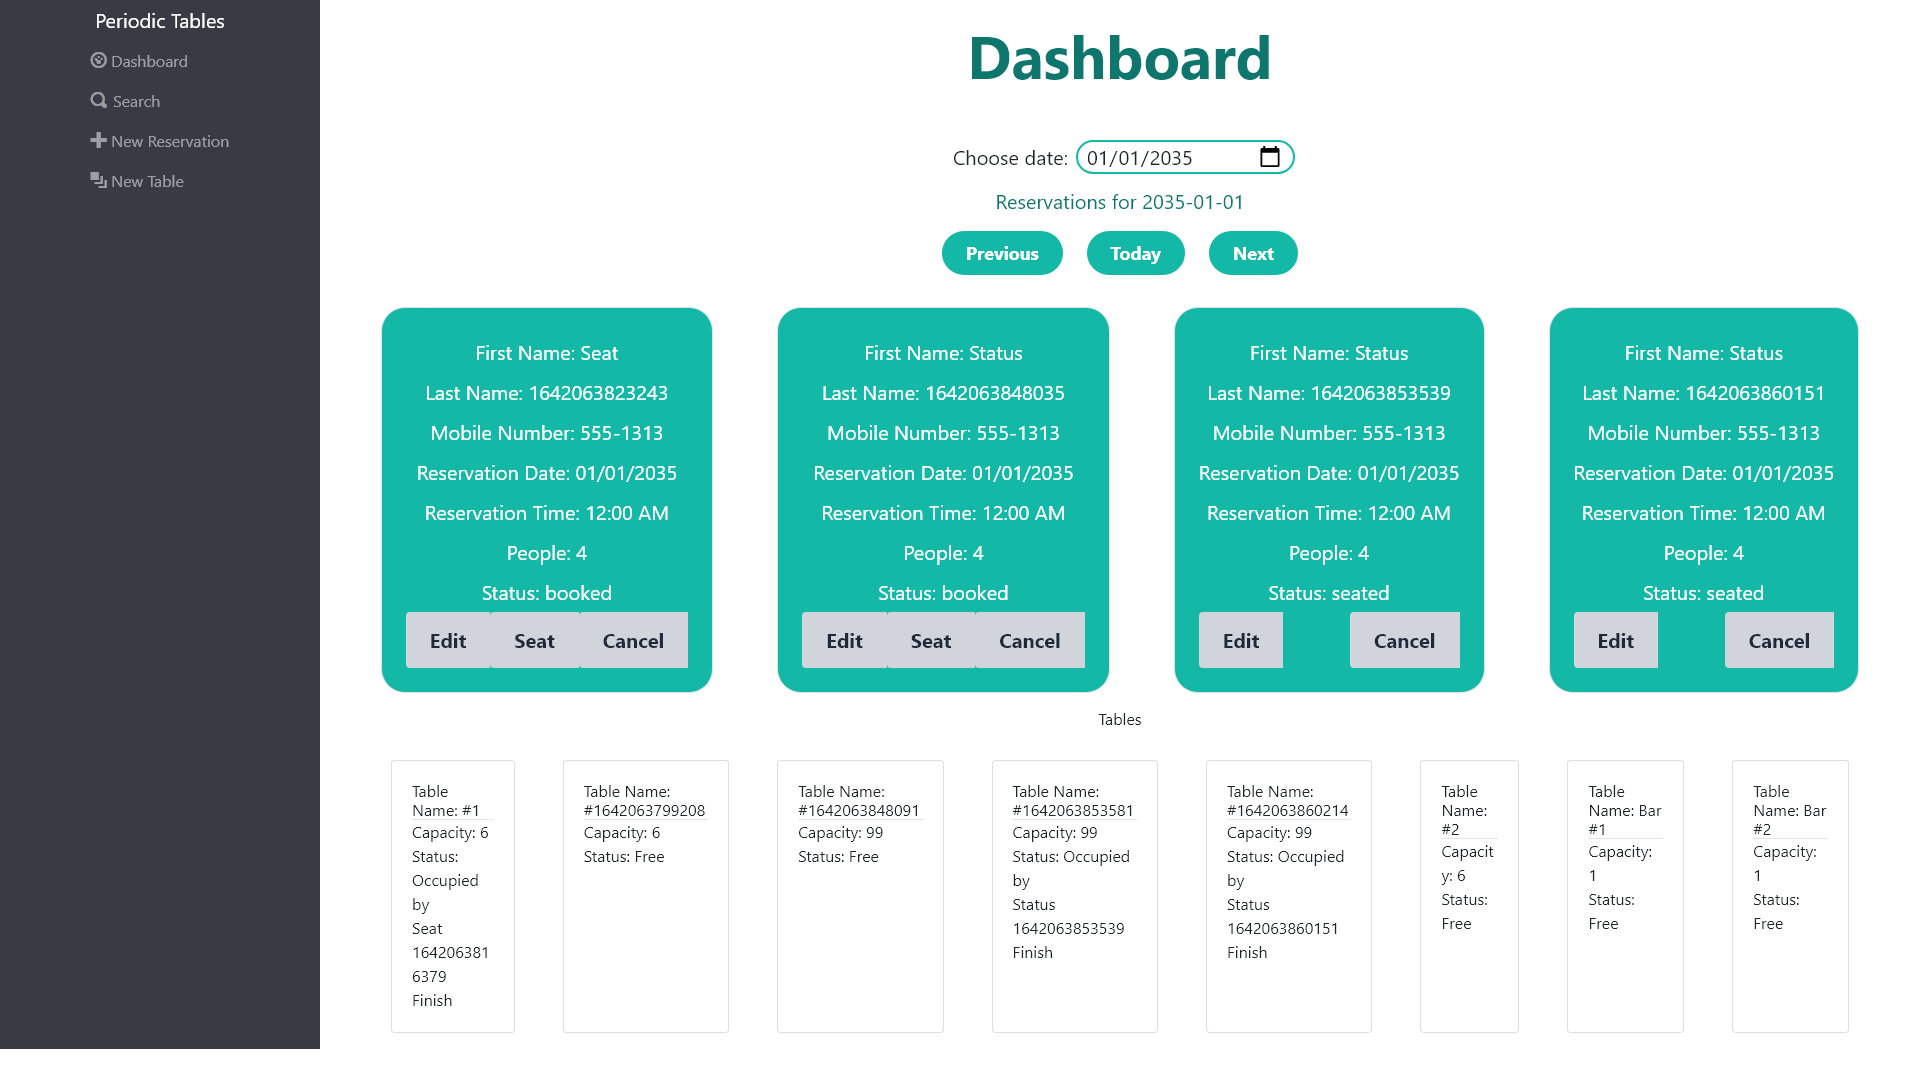 Periodic Tables
Dashboard
Search
New Reservation
New Table
Dashboard
Choose date: 01/01/2035
Reservations for 2035-01-01
Previous Today Next
First Name: Seat
Last Name: 1642063823243
Mobile Number: 555-1313
Reservation Date: 01/01/2035
Reservation Time: 12:00 AM
People: 4
Status: booked
Edit Seat Cancel
First Name: Status
Last Name: 1642063848035
Mobile Number: 555-1313
Reservation Date: 01/01/2035
Reservation Time: 12:00 AM
People: 4
Status: booked
Edit Seat Cancel
First Name: Status
Last Name: 1642063853539
Mobile Number: 555-1313
Reservation Date: 01/01/2035
Reservation Time: 12:00 AM
People: 4
Status: seated
Edit Cancel
First Name: Status
Last Name: 1642063860151
Mobile Number: 555-1313
Reservation Date: 01/01/2035
Reservation Time: 12:00 AM
People: 4
Status: seated
Edit Cancel
Tables
Table
Name: #1
Capacity: 6
Status:
Occupied
by
Seat
164206381
6379
Finish
Table Name:
#1642063799208
Capacity: 6
Status: Free
Table Name:
#1642063848091
Capacity: 99
Status: Free
Table Name:
#1642063853581
Capacity: 99
Status: Occupied
by
Status
1642063853539
Finish
Table Name:
#1642063860214
Capacity: 99
Status: Occupied
by
Status
1642063860151
Finish
Table
Name:
#2
Capacit
y: 6
Status:
Free
Table
Name: Bar
#1
Capacity:
1
Status:
Free
Table
Name: Bar
#2
Capacity:
1
Status:
Free